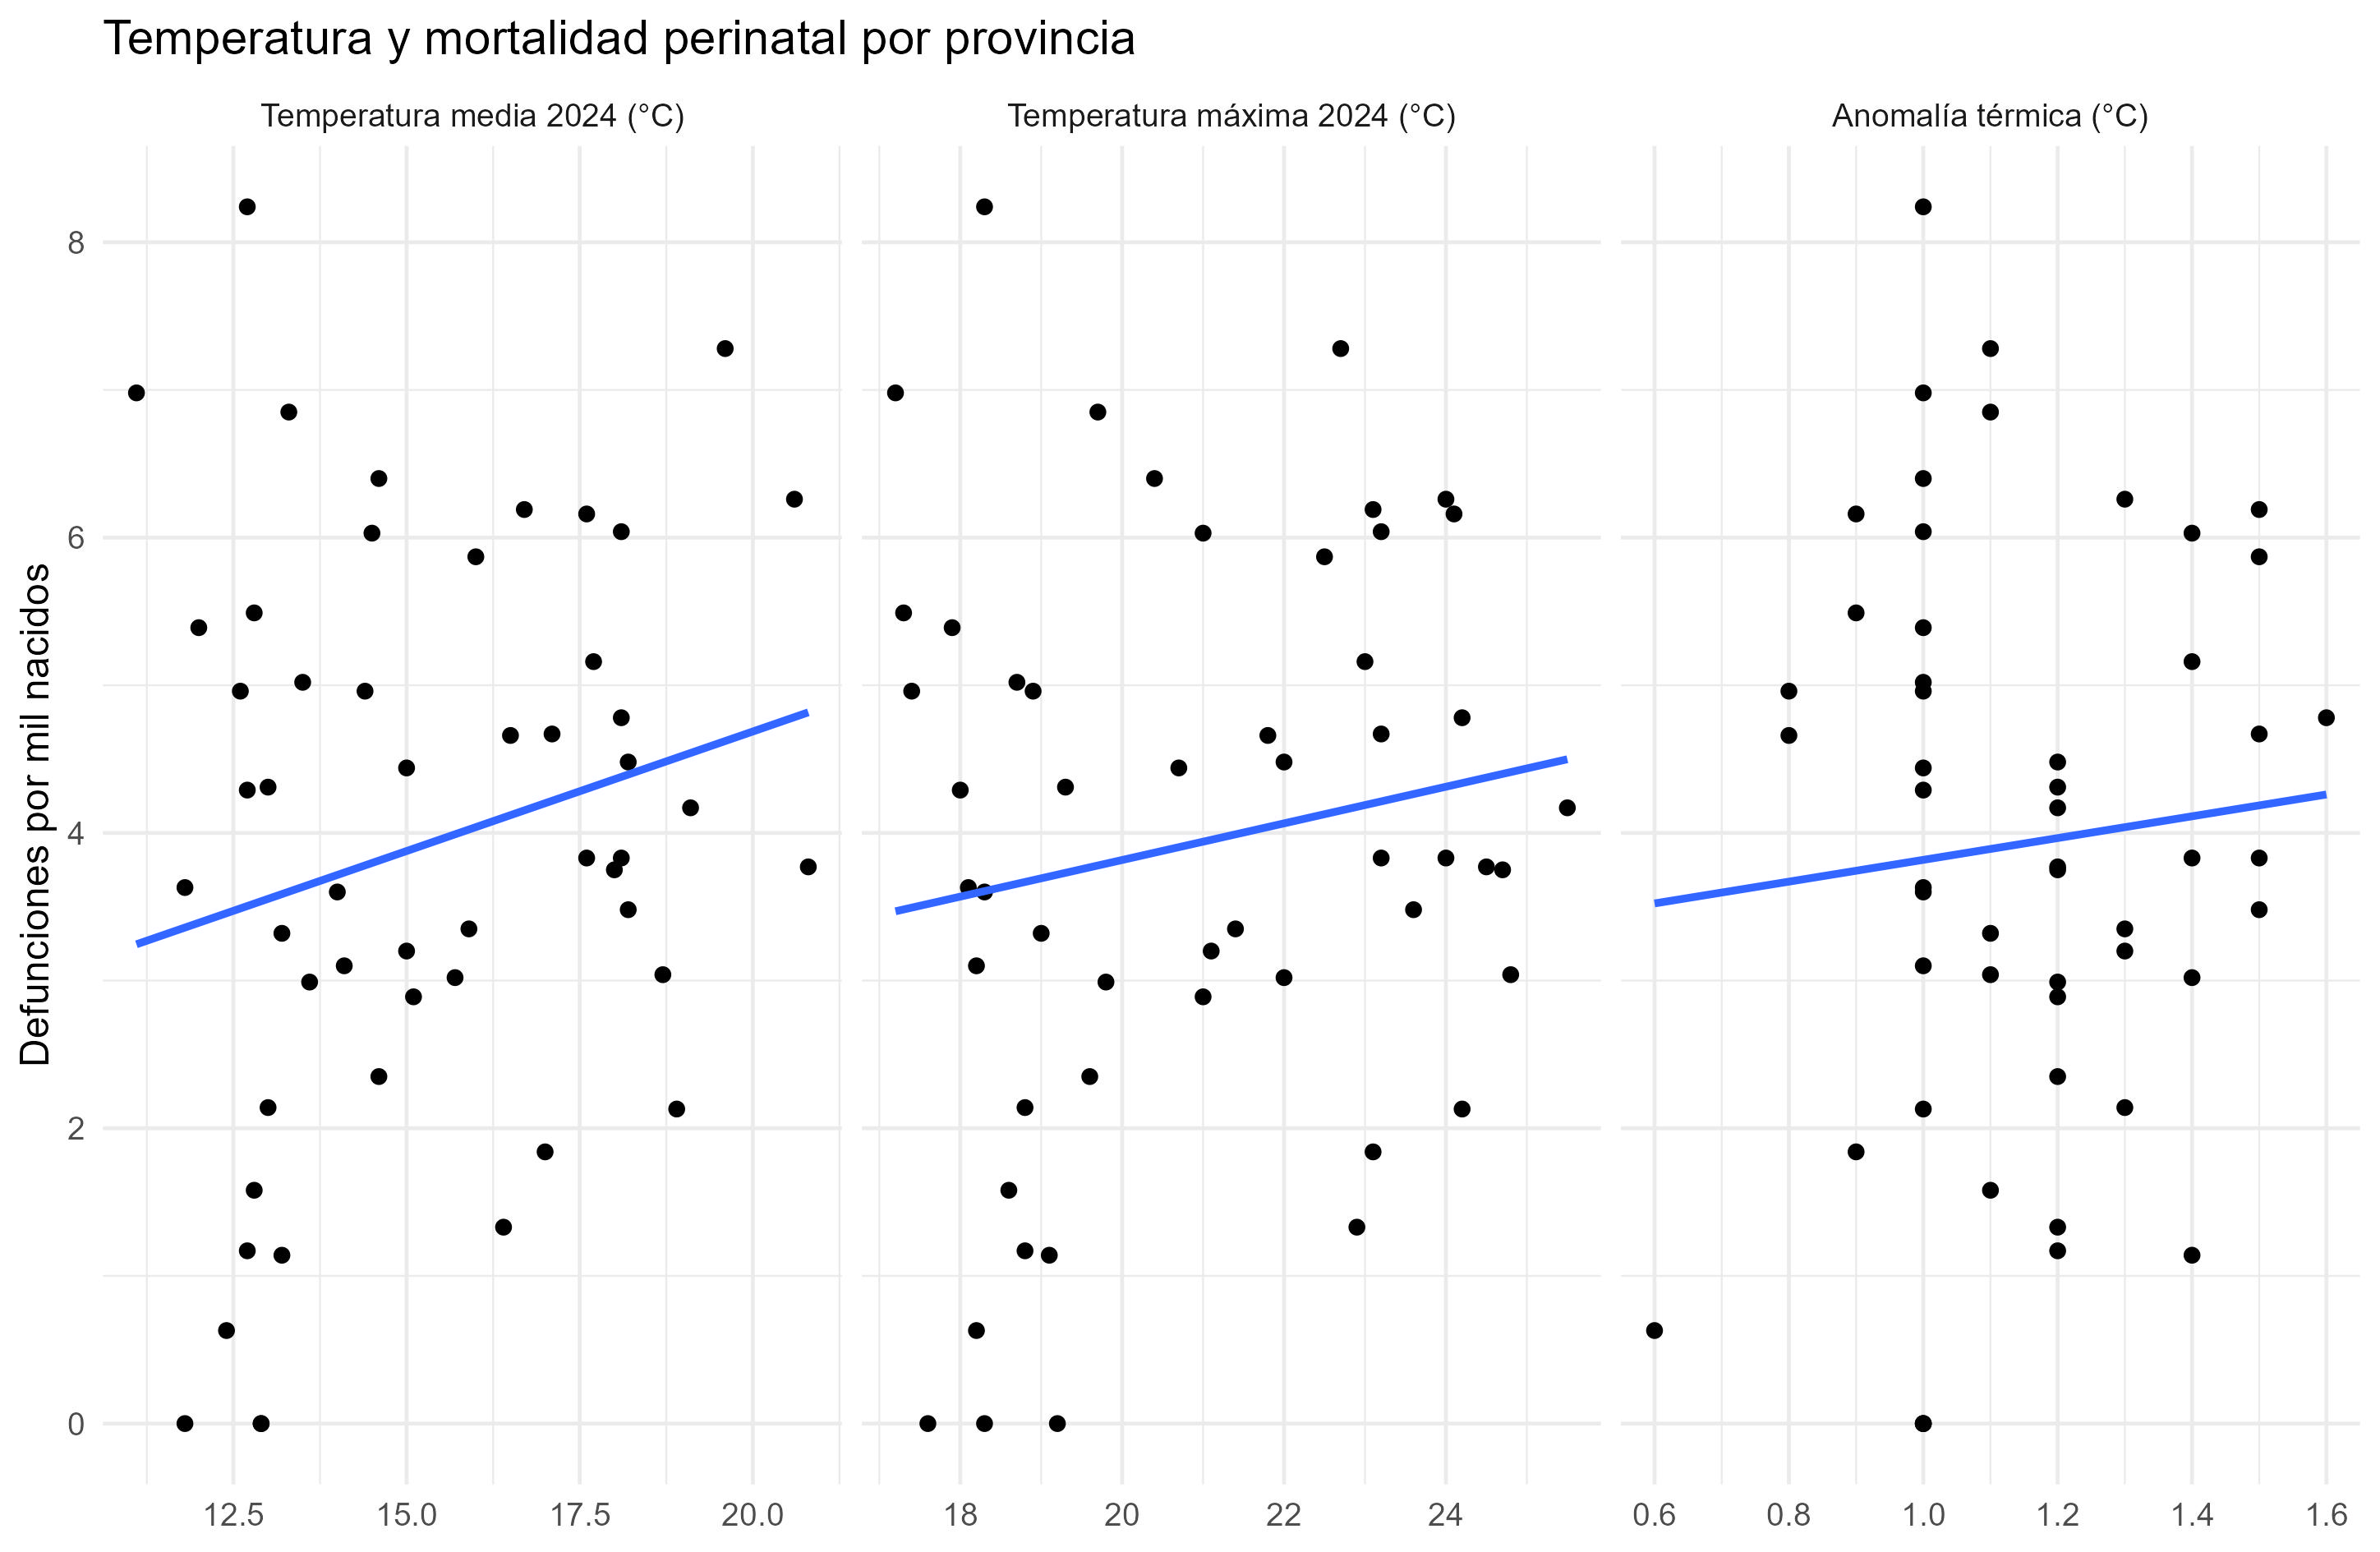 Temperatura y mortalidad perinatal por provincia
Temperatura media 2024 (°C)
Temperatura máxima 2024 (°C)
Anomalía térmica (°C)
Defunciones por mil nacidos
8
6
4
2
0
12.5 15.0 17.5 20.0
18 20 22 24
0.6 0.8 1.0 1.2 1.4 1.6